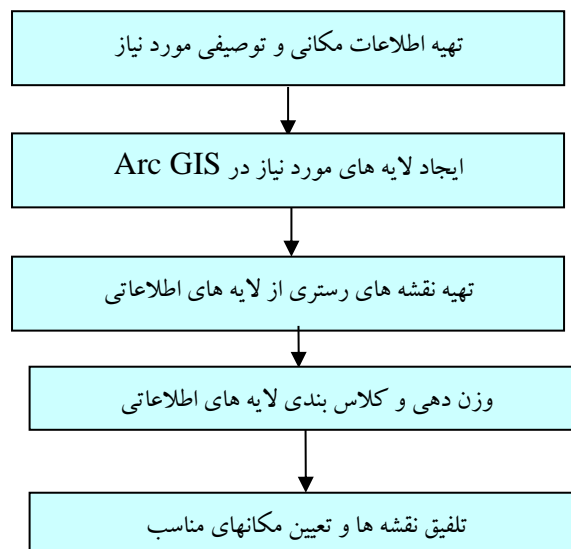 تهیه اطلاعات مکانی و توصیفی مورد نیاز
ایجاد لایه های مورد نیاز در Arc GIS
تهیه نقشه های رستری از لایه های اطلاعاتی
وزن دهی و کلاس بندی لایه های اطلاعاتی
تلفیق نقشه ها و تعیین مکانهای مناسب